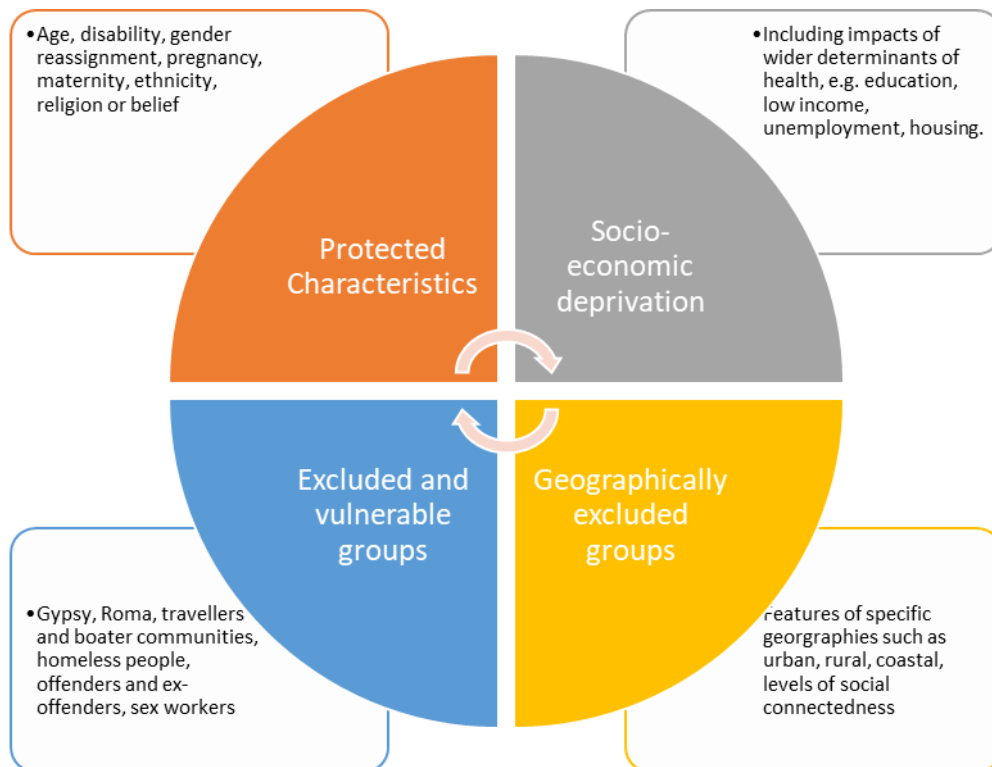 •Age, disability, gender
reassignment, pregnancy,
maternity, ethnicity,
religion or belief
•Including impacts of
wider determinants of
health, e.g. education,
low income,
unemployment, housing.
Protected
Characteristics
Socio-
economic
deprivation
Excluded and
vulnerable
groups
Geographically
excluded
groups
•Gypsy, Roma, travellers
and boater communities,
homeless people,
offenders and ex-
offenders, sex workers
Features of specific
georgraphies such as
urban, rural, coastal,
levels of social
connectedness